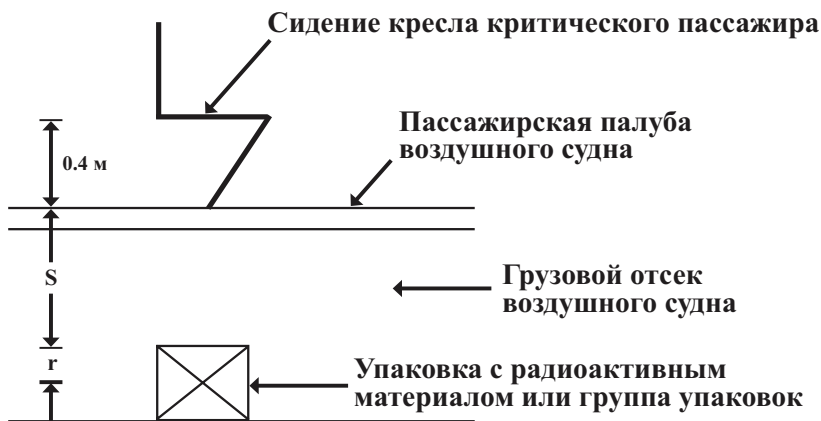 Сидение кресла критического пассажира
Пассажирская палуба
воздушного судна
0.4 м
S
Грузовой отсек
воздушного судна
r
Упаковка с радиоактивным
материалом или группа упаковок